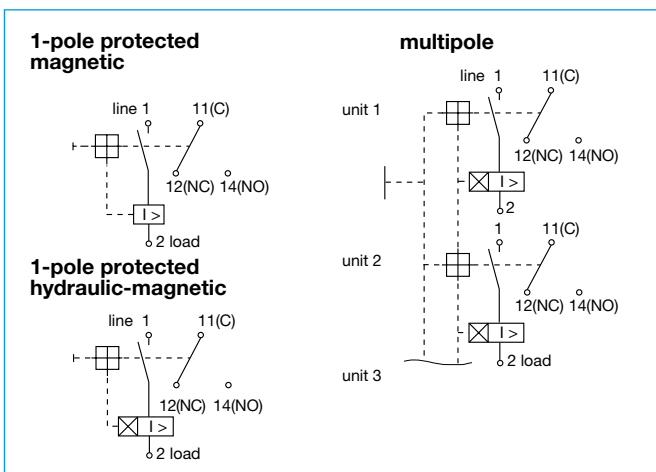 1-pole protected
magnetic
line 1 11(C)
12(NC) 14(NO)
I >
2 load
1-pole protected
hydraulic-magnetic
line 1 11(C)
12(NC) 14(NO)
I >
2 load
multipole
line 1 11(C)
unit 1
12(NC) 14(NO)
I >
2
1 11(C)
unit 2
12(NC) 14(NO)
I >
2 load
unit 3